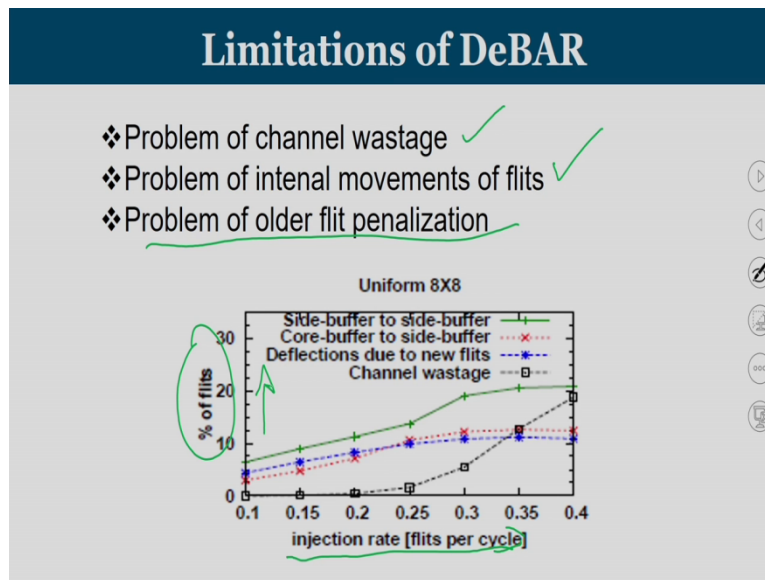 Limitations of DeBAR
❖Problem of channel wastage
❖Problem of intenal movements of flits
❖Problem of older flit penalization
Uniform 8X8
Side-buffer to side-buffer
Core-buffer to side-buffer
Deflections due to new flits
Channel wastage
% of flits
30
20
10
0
0.1 0.15 0.2 0.25 0.3 0.35 0.4
injection rate [flits per cycle]